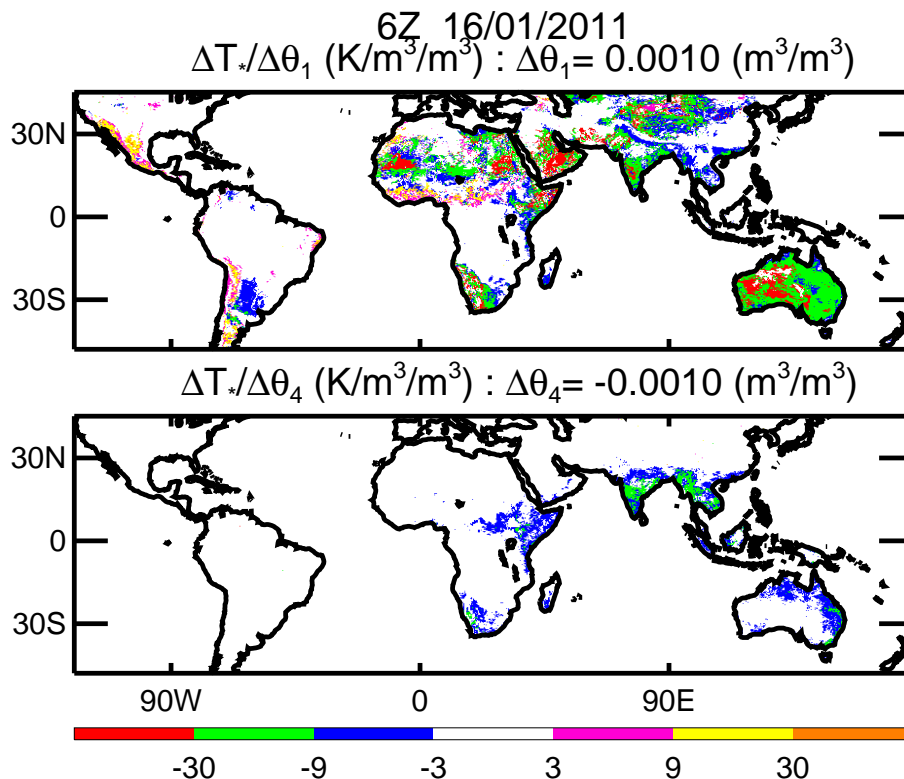 6Z 16/01/2011
ΔT*/Δθ₁ (K/m³/m³) : Δθ₁= 0.0010 (m³/m³)
30N
0
30S
ΔT*/Δθ₄ (K/m³/m³) : Δθ₄= -0.0010 (m³/m³)
30N
0
30S
90W 0 90E
-30 -9 -3 3 9 30